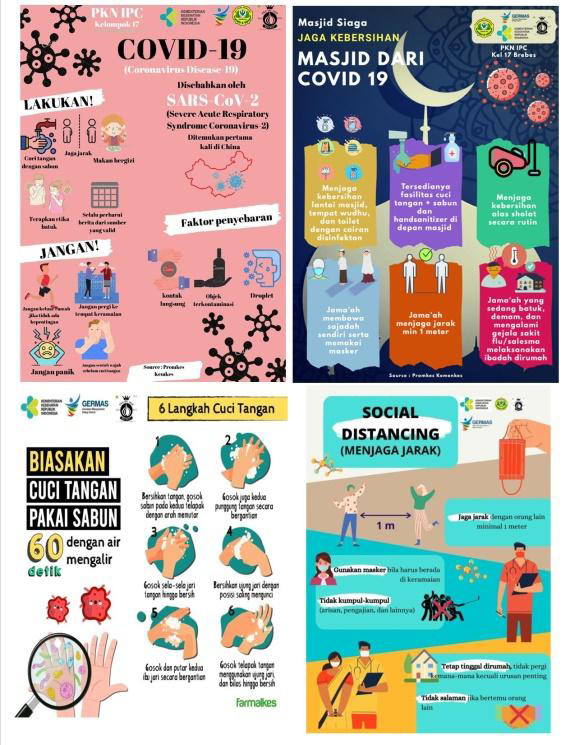 PKN IPC
Kelompok 17
KEMENTERIAN
KESEHATAN
REPUBLIK
INDONESIA
COVID-19
(Coronavirus Disease-19)
Disebabkan oleh
SARS-CoV-2
(Severe Acute Respiratory
Syndrome Coronavirus-2)
Ditemukan pertama
kali di China
LAKUKAN!
Cuci tangan
dengan sabun
Jaga jarak
Makan bergizi
Terapkan etika
batuk
Selalu perbarui
berita dari sumber
yang valid
Faktor penyebaran
kontak
langsung
Objek
terkontaminasi
Droplet
JANGAN!
Jangan keluar rumah
jika tidak ada
kepentingan
Jangan pergi ke
tempat keramaian
Jangan panik
Jangan sentuh wajah
sebelum cuci tangan
Source : Promkes
Kemkes
Masjid Siaga
JAGA KEBERSIHAN
MASJID DARI
COVID 19
GERMAS
PKN IPC
Kel 17 Brebes
Menjaga
kebersihan
lantai masjid,
tempat wudhu,
dan toilet
dengan cairan
disinfektan
Tersedianya
fasilitas cuci
tangan + sabun
dan
handsanitizer di
depan masjid
Menjaga
kebersihan
alas sholat
secara rutin
Jama'ah
membawa
sajadah
sendiri serta
memakai
masker
Jama'ah
menjaga jarak
min 1 meter
Jama'ah yang
sedang batuk,
demam, dan
mengalami
gejala sakit
flu/salesma
melaksanakan
ibadah dirumah
Source : Promkes Kemenkes
KEMENTERIAN
KESEHATAN
REPUBLIK
INDONESIA
GERMAS
6 Langkah Cuci Tangan
BIASAKAN
CUCI TANGAN
PAKAI SABUN
60 detik
dengan air
mengalir
1
Bersihkan tangan, gosok
sabun pada kedua telapak
dengan arah memutar
2
Gosok juga kedua
punggung tangan secara
bergantian
3
Gosok sela-sela jari
tangan hingga bersih
4
Bersihkan ujung jari dengan
posisi saling mengunci
5
Gosok dan putar kedua
ibu jari secara bergantian
6
Gosok telapak tangan
menggunakan ujung jari,
dan bilas hingga bersih
farmalkes
SOCIAL
DISTANCING
(MENJAGA JARAK)
GERMAS
1 m
Jaga jarak dengan orang lain
minimal 1 meter
Gunakan masker bila harus berada
di keramaian
Tidak kumpul-kumpul
(arisan, pengajian, dan lainnya)
Tetap tinggal dirumah, tidak pergi
kemana-mana kecuali urusan penting
Tidak salaman jika bertemu orang
lain